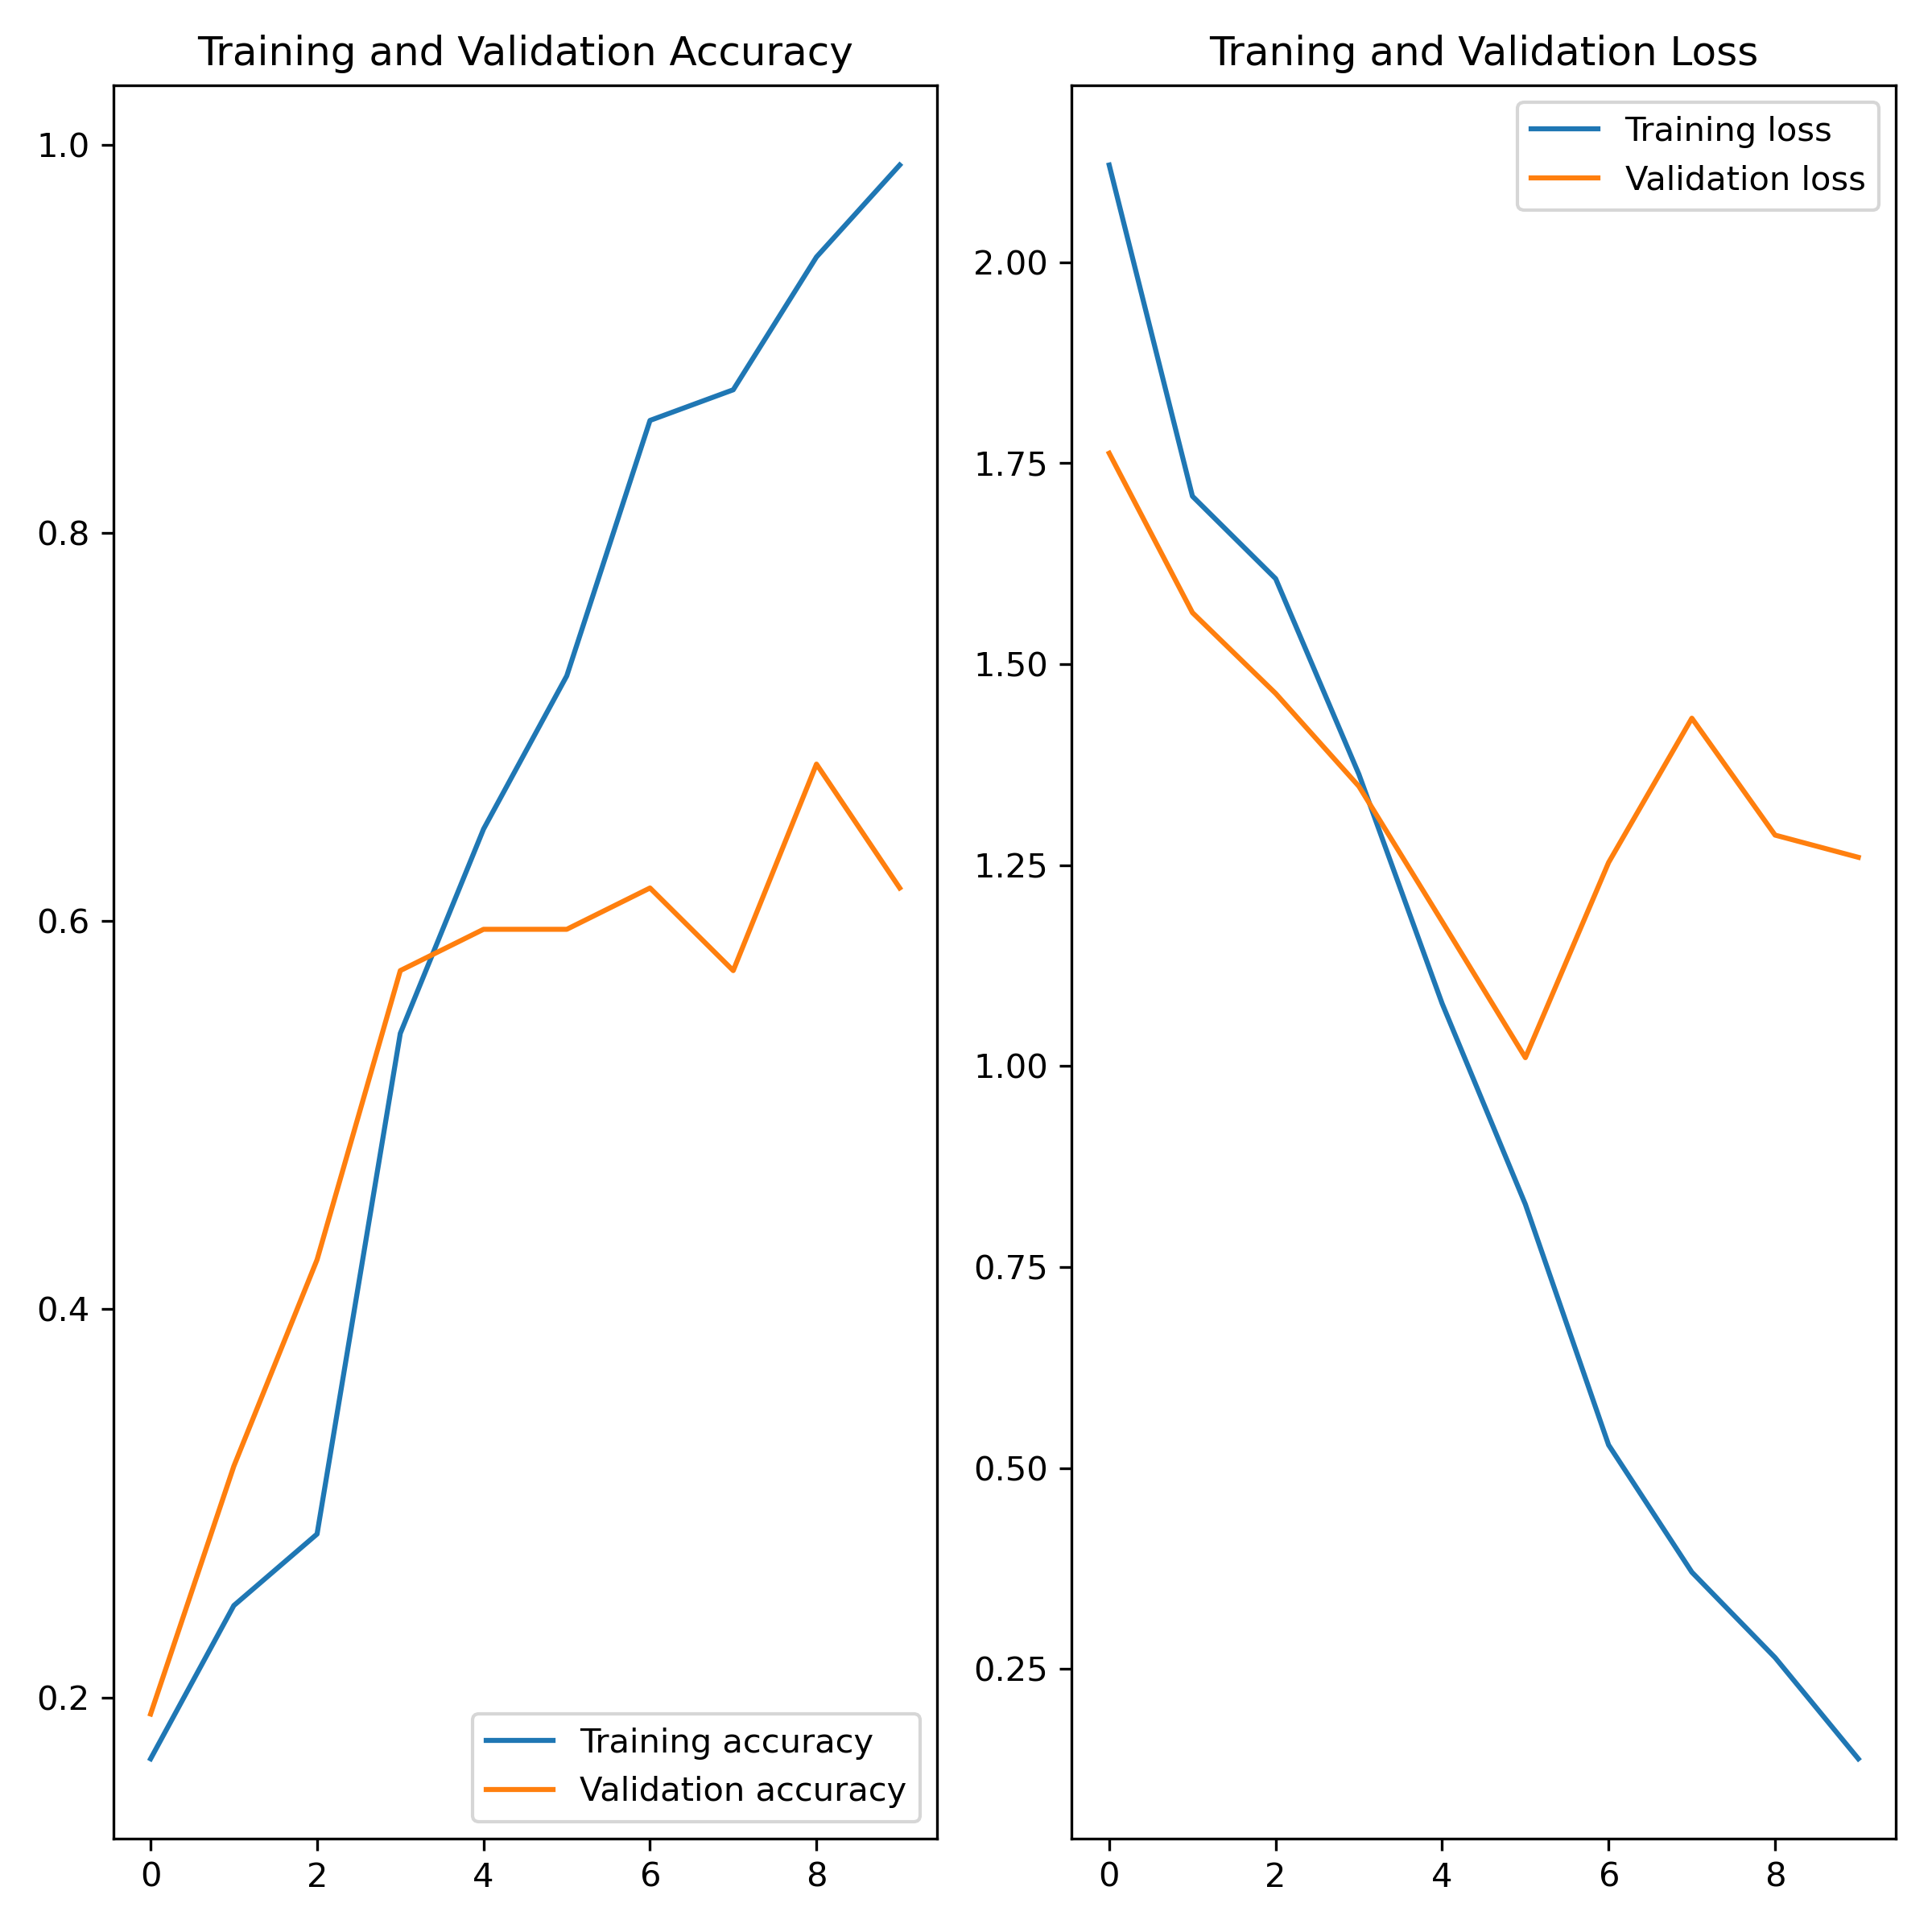 Training and Validation Accuracy
1.0
0.8
0.6
0.4
0.2
0 2 4 6 8
Training accuracy
Validation accuracy
Traning and Validation Loss
2.00
1.75
1.50
1.25
1.00
0.75
0.50
0.25
0 2 4 6 8
Training loss
Validation loss